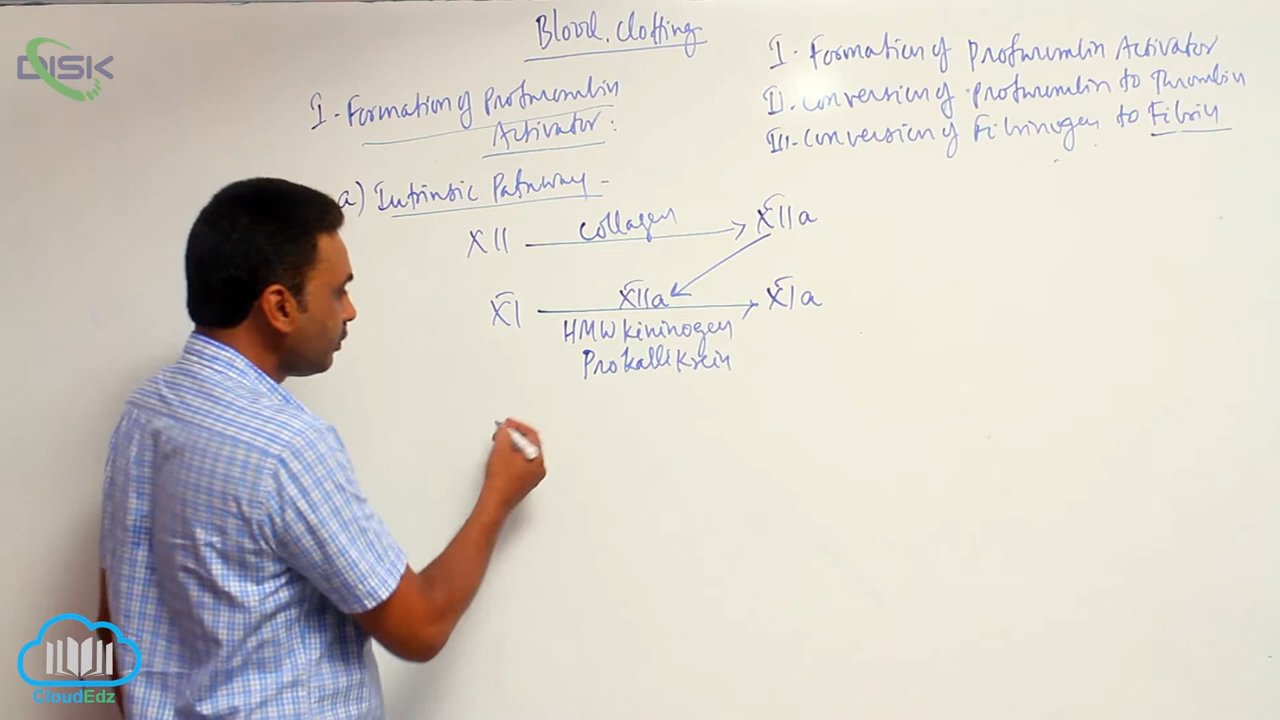 DISK
Blood clotting
I. Formation of Prothrombin
Activator:
a) Intrinsic Pathway -
XII collagen XIIa
XI XIIa XIa
HMW kininogen
Prokallikrein
I. Formation of prothrombin Activator
II. conversion of prothrombin to Thrombin
III. conversion of Fibrinogen to Fibrin
CloudEdz